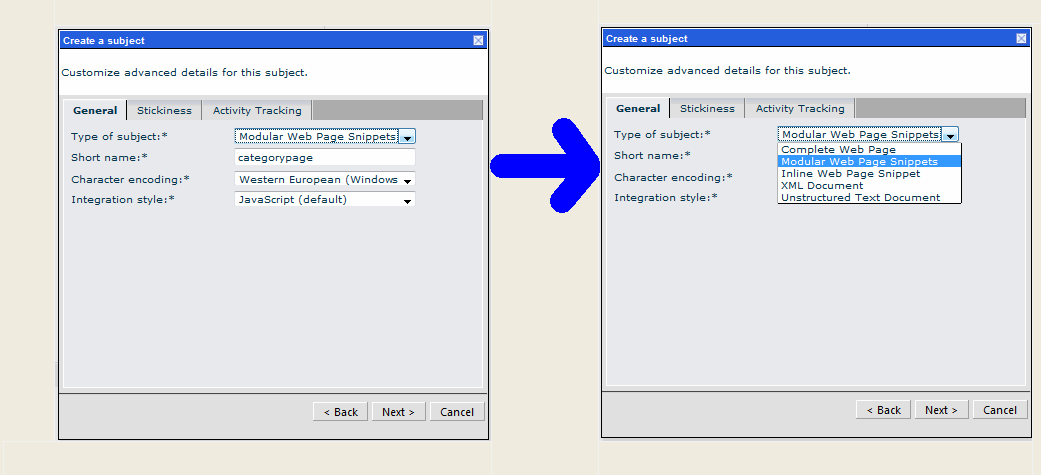 Create a subject
Customize advanced details for this subject.
General Stickiness Activity Tracking
Type of subject:* Modular Web Page Snippets
Short name:* categorypage
Character encoding:* Western European (Windows
Integration style:* JavaScript (default)
< Back Next > Cancel
Create a subject
Customize advanced details for this subject.
General Stickiness Activity Tracking
Type of subject:* Modular Web Page Snippets
Complete Web Page
Short name:* Modular Web Page Snippets
Inline Web Page Snippet
Character encoding:*
XML Document
Integration style:* Unstructured Text Document
< Back Next > Cancel